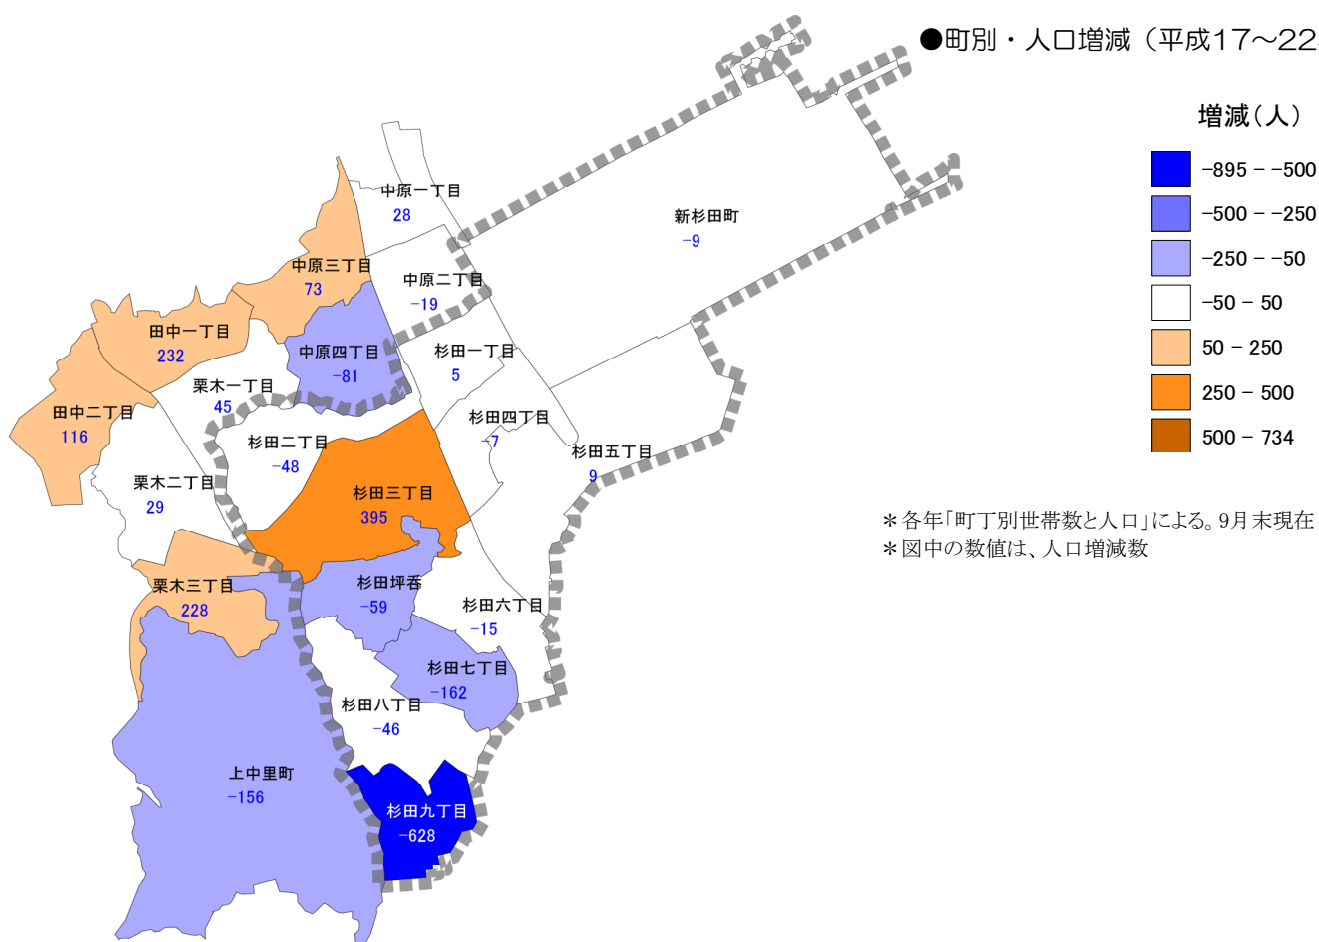 ●町別・人口増減（平成17～22
増減(人)
-895 - -500
-500 - -250
-250 - -50
-50 - 50
50 - 250
250 - 500
500 - 734
＊各年｢町丁別世帯数と人口｣による。9月末現在
＊図中の数値は、人口増減数
中原一丁目
28
新杉田町
-9
中原三丁目
73
中原二丁目
-19
田中一丁目
232
中原四丁目
-81
杉田一丁目
5
栗木一丁目
45
田中二丁目
116
杉田四丁目
-7
杉田二丁目
-48
杉田五丁目
9
栗木二丁目
29
杉田三丁目
395
栗木三丁目
228
杉田坪呑
-59
杉田六丁目
-15
杉田七丁目
-162
杉田八丁目
-46
上中里町
-156
杉田九丁目
-628